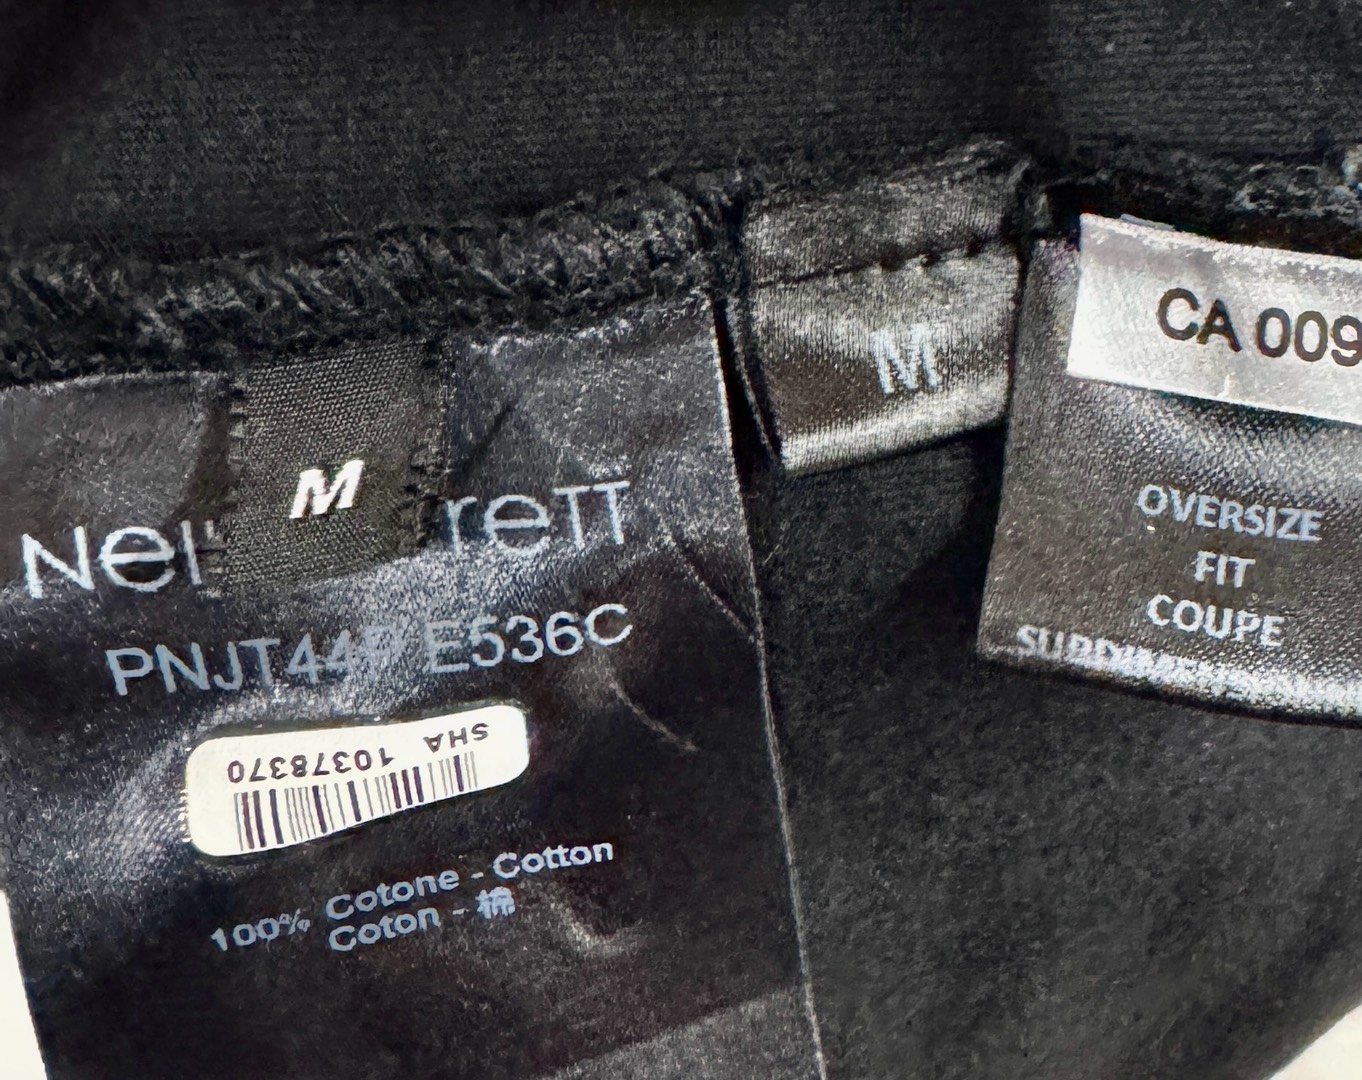 M
Nel
reTT
PNJT44 E536C
SHA 10378370
100% Cotone - Cotton
Coton - 棉
M
CA 009
OVERSIZE
FIT
COUPE